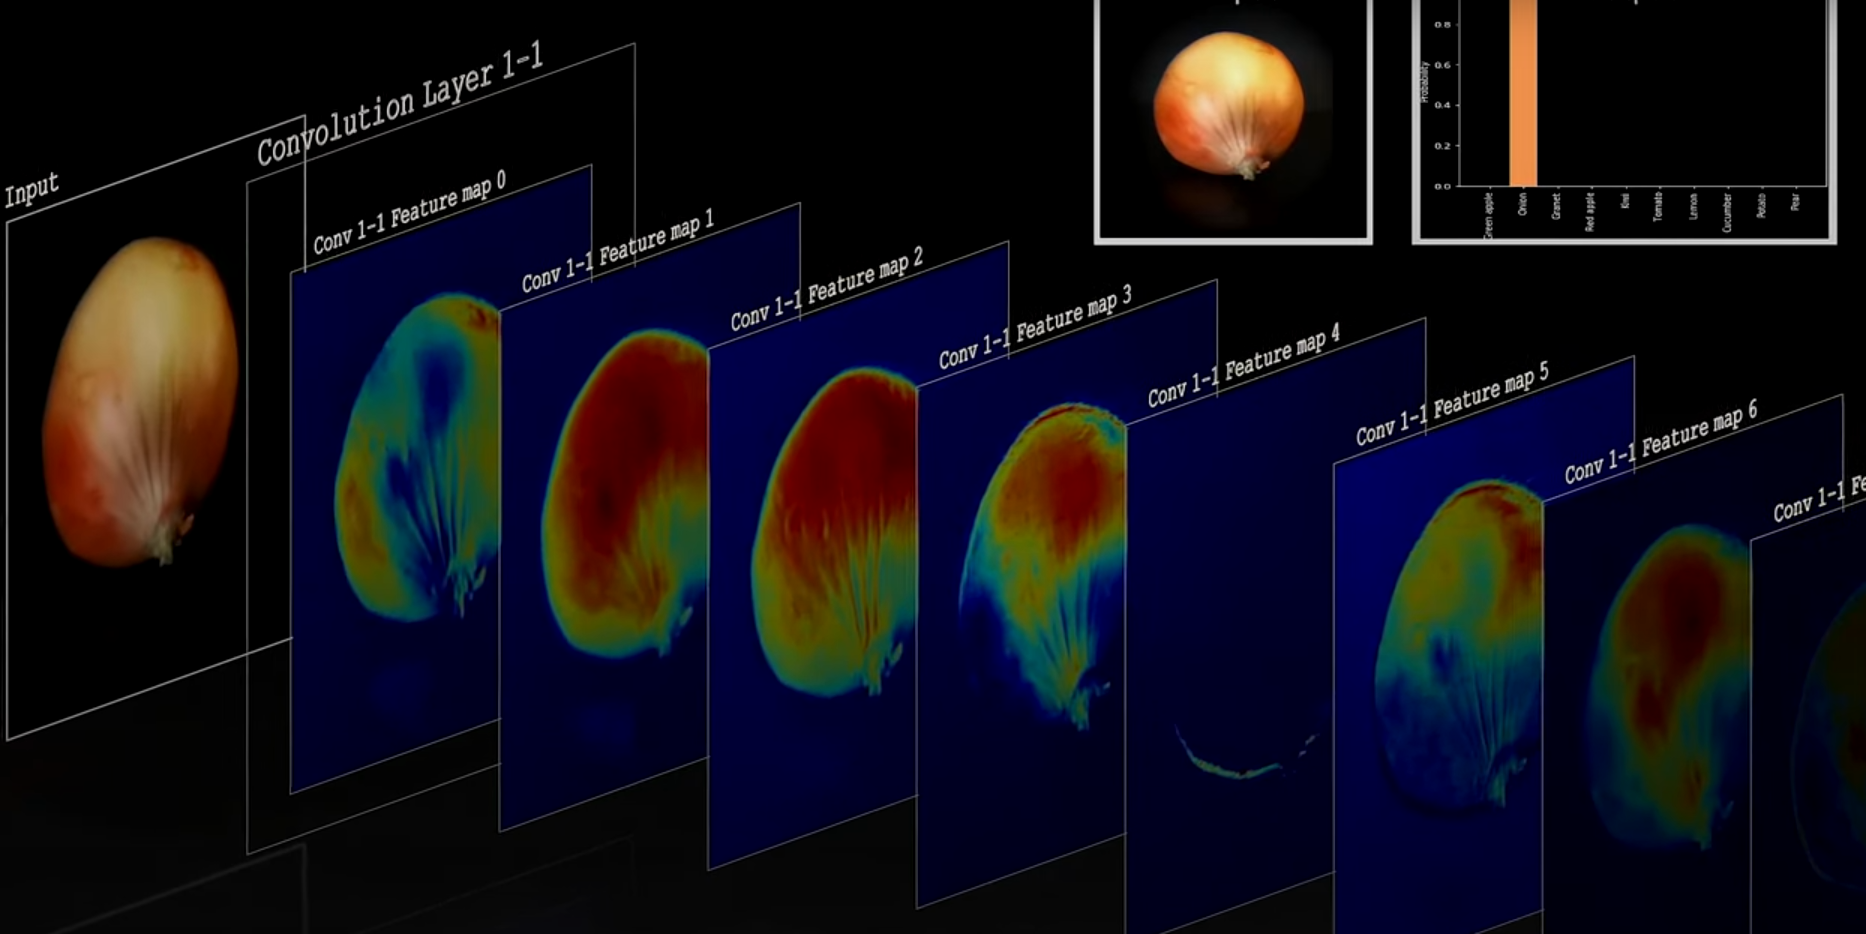 Input
Convolution Layer 1-1
Conv 1-1 Feature map 0
Conv 1-1 Feature map 1
Conv 1-1 Feature map 2
Conv 1-1 Feature map 3
Conv 1-1 Feature map 4
Conv 1-1 Feature map 5
Conv 1-1 Feature map 6
Conv 1-1
Probability
0.8
0.6
0.4
0.2
0.0
Green apple
Onion
Granet
Red apple
Kiwi
Tomato
Lemon
Cucumber
Potato
Pear